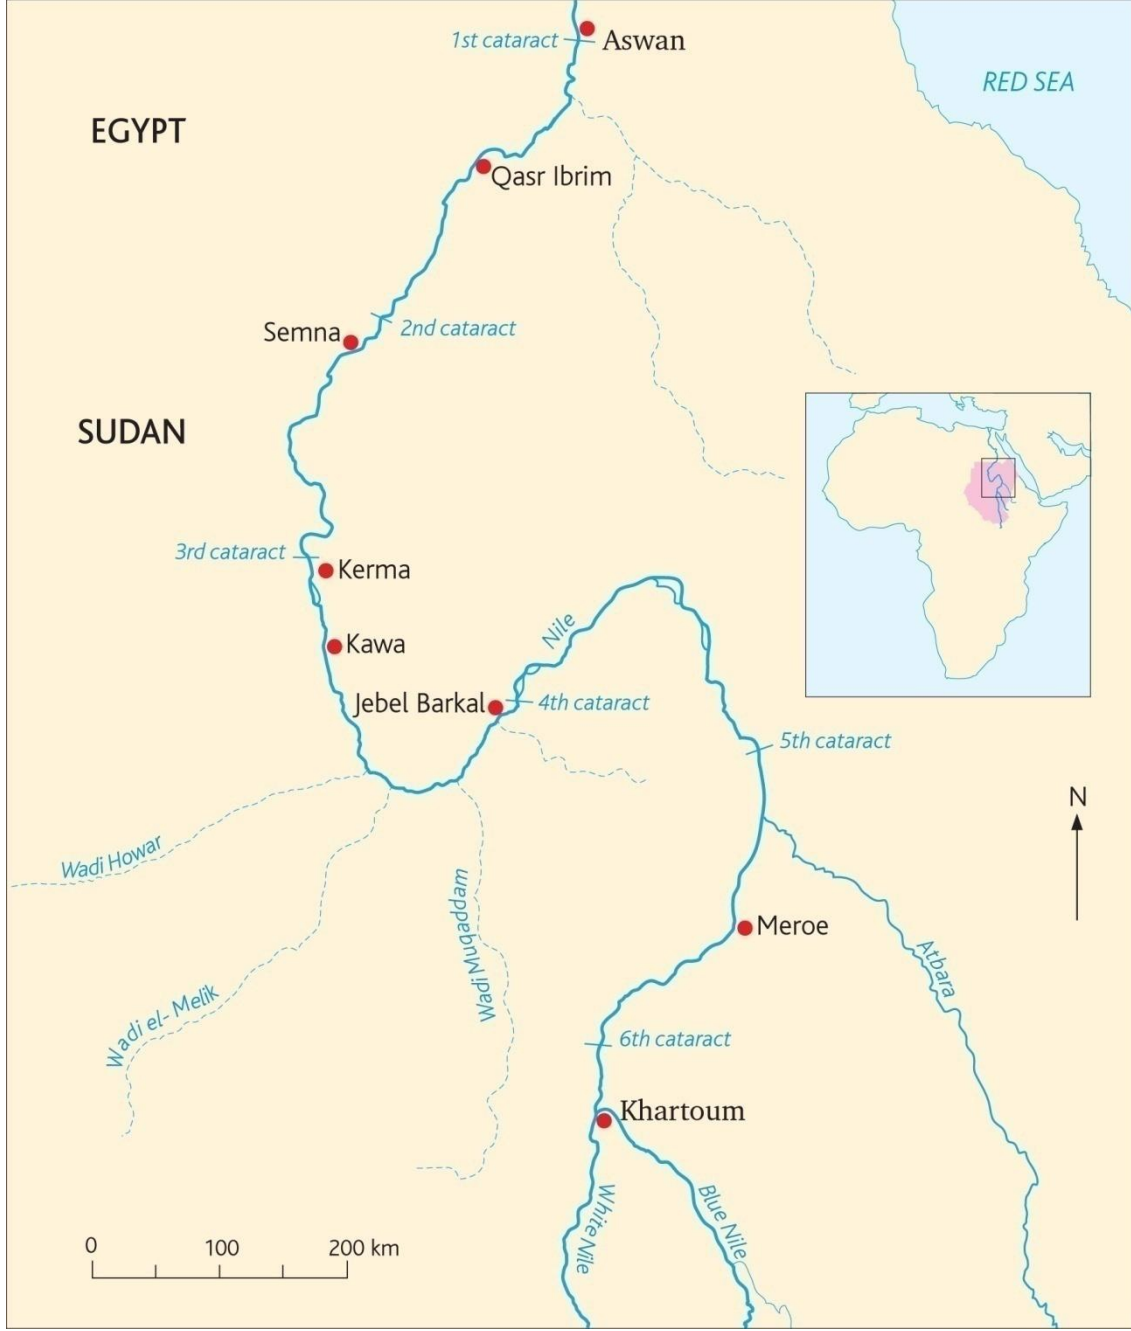 1st cataract
Aswan
RED SEA
EGYPT
Qasr Ibrim
Semna
2nd cataract
SUDAN
3rd cataract
Kerma
Nile
Kawa
Jebel Barkal
4th cataract
5th cataract
N
Wadi Howar
Wadi Muqaddam
Meroe
Atbara
Wadi el- Melik
6th cataract
Khartoum
White Nile
Blue Nile
0 100 200 km